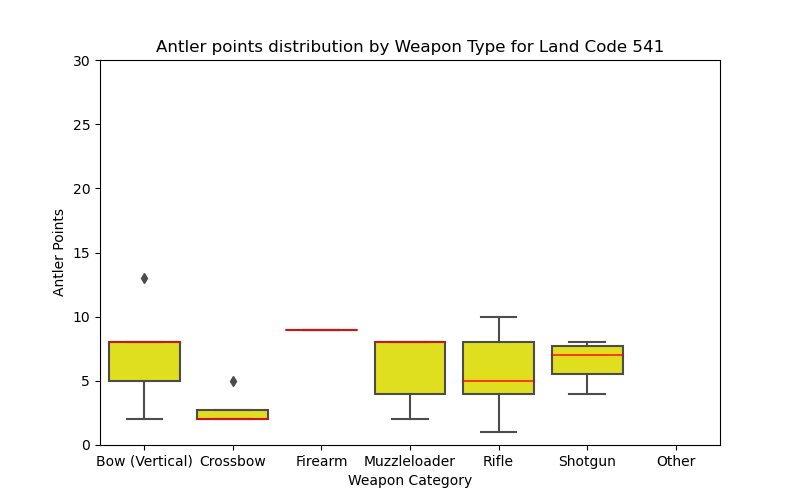 Antler points distribution by Weapon Type for Land Code 541
30
25
20
15
10
5
0
Antler Points
Bow (Vertical) Crossbow Firearm Muzzleloader Rifle Shotgun Other
Weapon Category